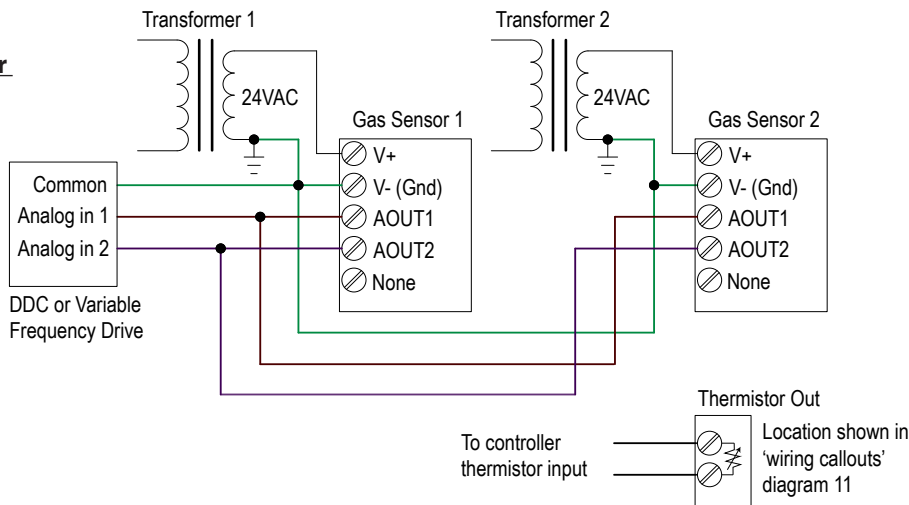 Transformer 1
Transformer 2
r
24VAC
24VAC
Gas Sensor 1
Gas Sensor 2
V+
V+
Common
V- (Gnd)
V- (Gnd)
Analog in 1
AOUT1
AOUT1
Analog in 2
AOUT2
AOUT2
None
None
DDC or Variable
Frequency Drive
Thermistor Out
To controller
thermistor input
Location shown in
‘wiring callouts’
diagram 11